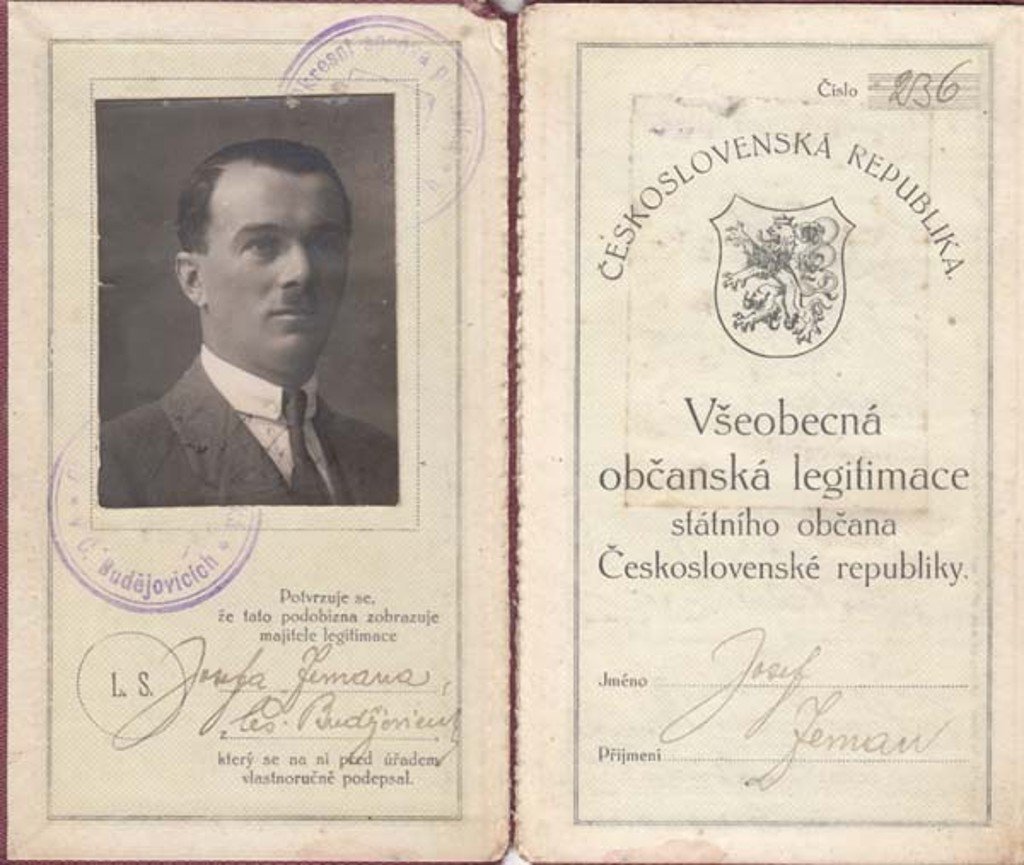 Budějovicích
Potvrzuje se,
že tato podobizna zobrazuje
majitele legitimace
L. S.
Josefa Zemana,
z Čes. Budějovic
který se na ni před úřadem
vlastnoručně podepsal.
Číslo 236
ČESKOSLOVENSKÁ REPUBLIKA.
Všeobecná
občanská legitimace
státního občana
Československé republiky.
Jméno Josef
Příjmení Zeman